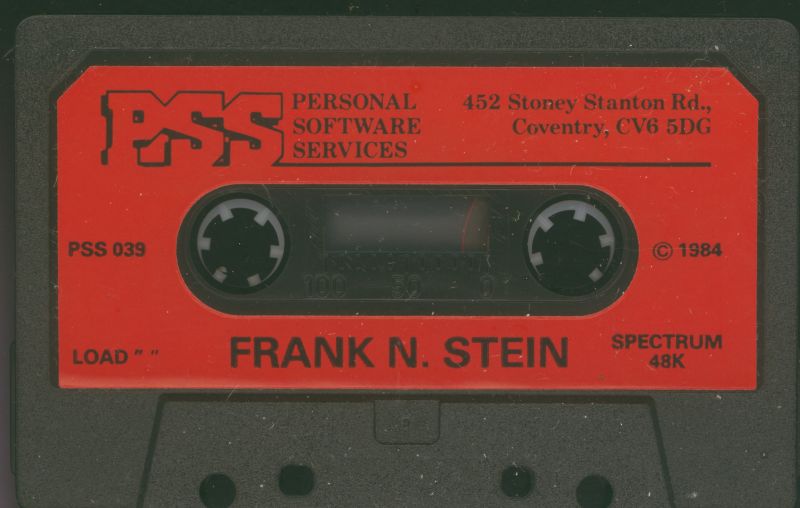 PSS
PERSONAL
SOFTWARE
SERVICES
452 Stoney Stanton Rd.,
Coventry, CV6 5DG
PSS 039
100 50 0
© 1984
LOAD " "
FRANK N. STEIN
SPECTRUM
48K